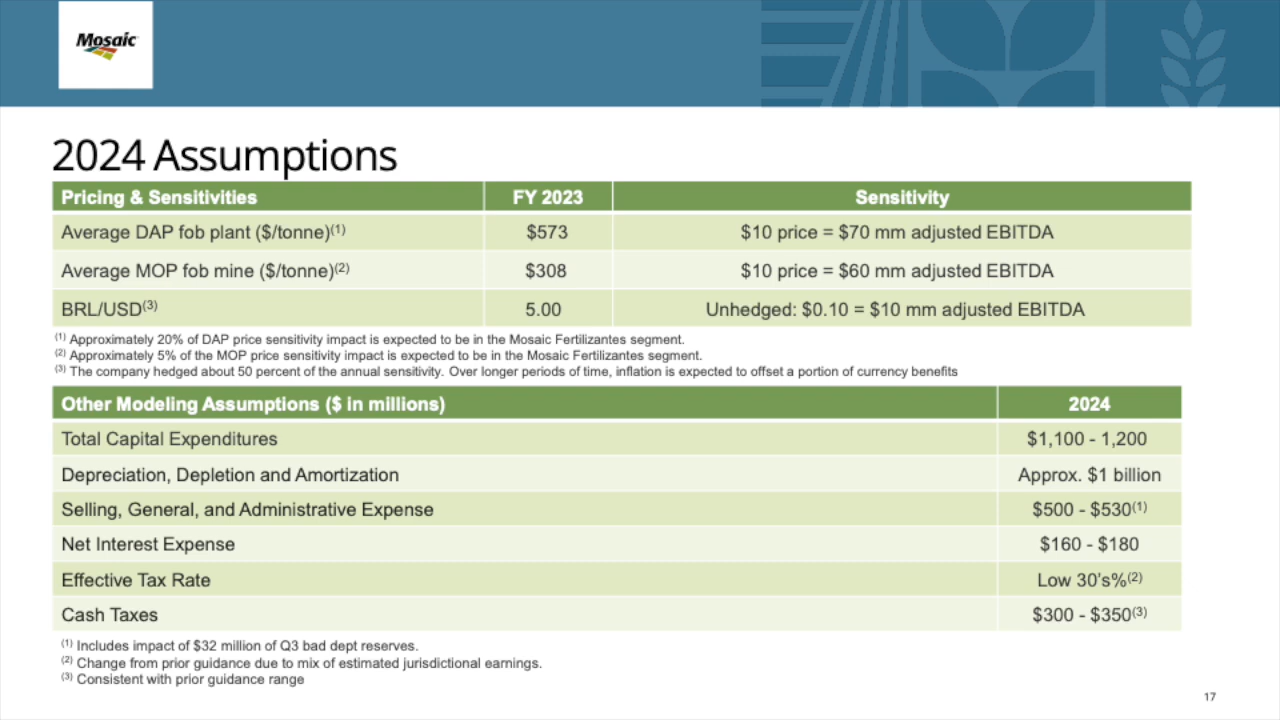 Mosaic
2024 Assumptions
Pricing & Sensitivities FY 2023 Sensitivity
Average DAP fob plant ($/tonne)(1) $573 $10 price = $70 mm adjusted EBITDA
Average MOP fob mine ($/tonne)(2) $308 $10 price = $60 mm adjusted EBITDA
BRL/USD(3) 5.00 Unhedged: $0.10 = $10 mm adjusted EBITDA
(1) Approximately 20% of DAP price sensitivity impact is expected to be in the Mosaic Fertilizantes segment.
(2) Approximately 5% of the MOP price sensitivity impact is expected to be in the Mosaic Fertilizantes segment.
(3) The company hedged about 50 percent of the annual sensitivity. Over longer periods of time, inflation is expected to offset a portion of currency benefits
Other Modeling Assumptions ($ in millions) 2024
Total Capital Expenditures $1,100 - 1,200
Depreciation, Depletion and Amortization Approx. $1 billion
Selling, General, and Administrative Expense $500 - $530(1)
Net Interest Expense $160 - $180
Effective Tax Rate Low 30's%(2)
Cash Taxes $300 - $350(3)
(1) Includes impact of $32 million of Q3 bad dept reserves.
(2) Change from prior guidance due to mix of estimated jurisdictional earnings.
(3) Consistent with prior guidance range
17